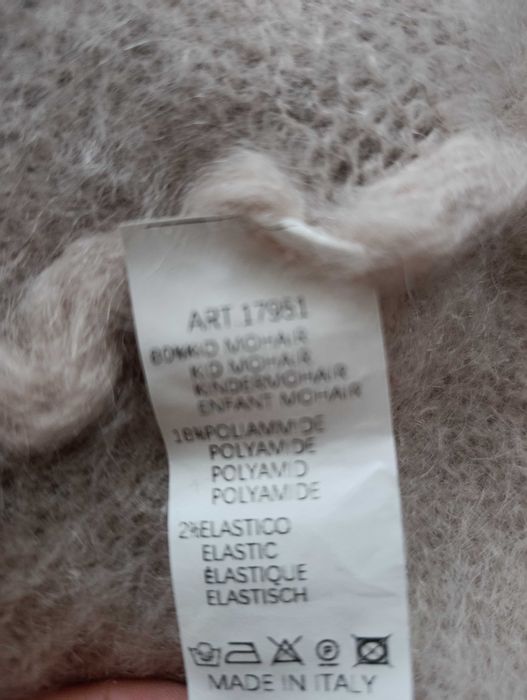 ART.17951
80%KID MOHAIR
KID MOHAIR
KINDERMOHAIR
ENFANT MOHAIR
18%POLIAMMIDE
POLYAMIDE
POLYAMID
POLYAMIDE
2%ELASTICO
ELASTIC
ÉLASTIQUE
ELASTISCH
P
MADE IN ITALY